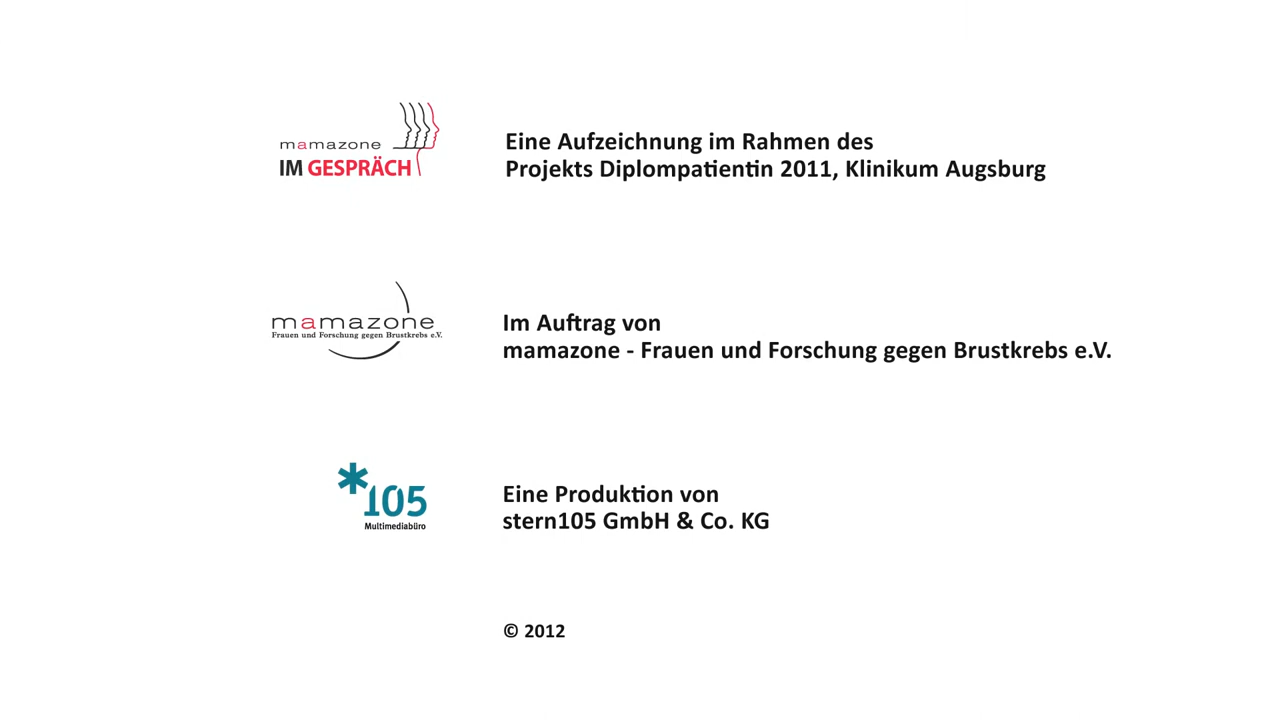 mamazone
IM GESPRÄCH
Eine Aufzeichnung im Rahmen des
Projekts Diplompatientin 2011, Klinikum Augsburg
mamazone
Frauen und Forschung gegen Brustkrebs e.V.
Im Auftrag von
mamazone - Frauen und Forschung gegen Brustkrebs e.V.
*105
Multimediabüro
Eine Produktion von
stern105 GmbH & Co. KG
© 2012